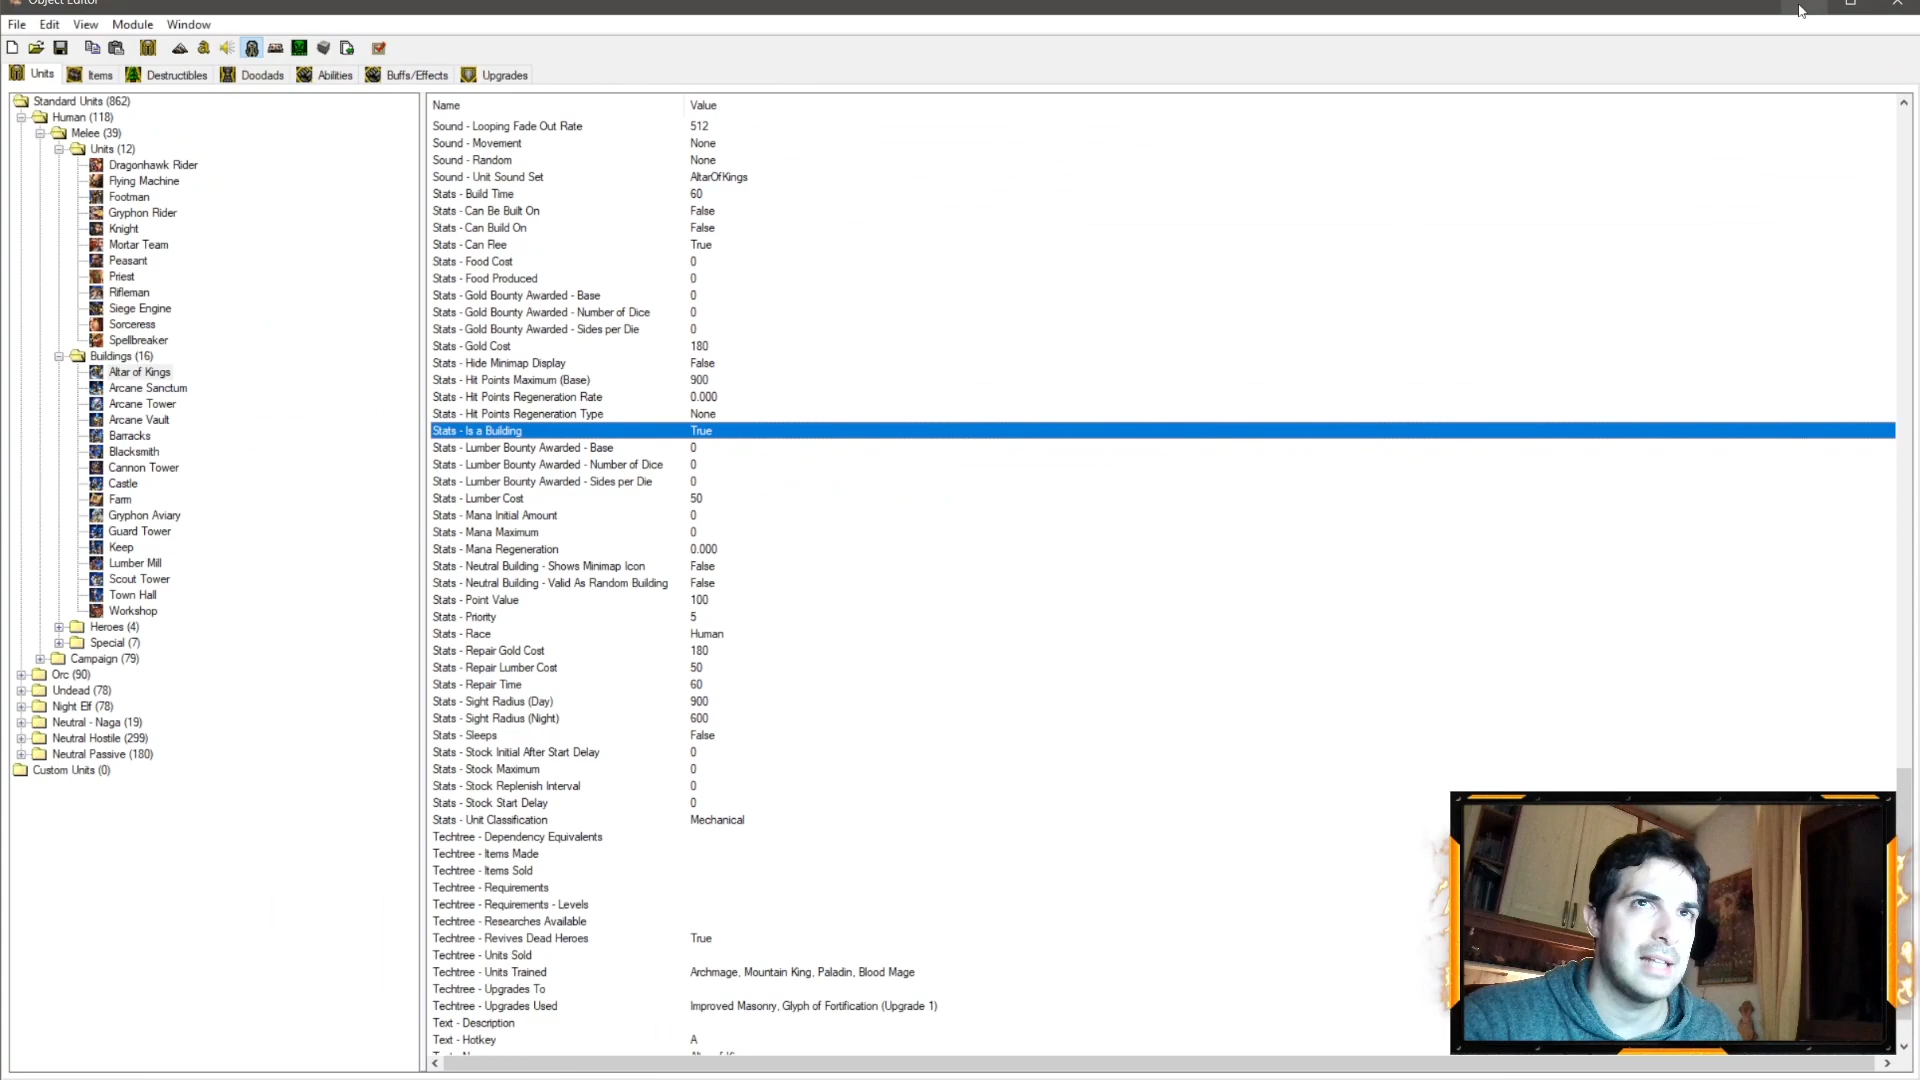 Object Editor
File Edit View Module Window
Units Items Destructibles Doodads Abilities Buffs/Effects Upgrades
Standard Units (862)
Human (118)
Melee (39)
Units (12)
Dragonhawk Rider
Flying Machine
Footman
Gryphon Rider
Knight
Mortar Team
Peasant
Priest
Rifleman
Siege Engine
Sorceress
Spellbreaker
Buildings (16)
Altar of Kings
Arcane Sanctum
Arcane Tower
Arcane Vault
Barracks
Blacksmith
Cannon Tower
Castle
Farm
Gryphon Aviary
Guard Tower
Keep
Lumber Mill
Scout Tower
Town Hall
Workshop
Heroes (4)
Special (7)
Campaign (79)
Orc (90)
Undead (78)
Night Elf (78)
Neutral - Naga (19)
Neutral Hostile (299)
Neutral Passive (180)
Custom Units (0)
Name Value
Sound - Looping Fade Out Rate 512
Sound - Movement None
Sound - Random None
Sound - Unit Sound Set AltarOfKings
Stats - Build Time 60
Stats - Can Be Built On False
Stats - Can Build On False
Stats - Can Flee True
Stats - Food Cost 0
Stats - Food Produced 0
Stats - Gold Bounty Awarded - Base 0
Stats - Gold Bounty Awarded - Number of Dice 0
Stats - Gold Bounty Awarded - Sides per Die 0
Stats - Gold Cost 180
Stats - Hide Minimap Display False
Stats - Hit Points Maximum (Base) 900
Stats - Hit Points Regeneration Rate 0.000
Stats - Hit Points Regeneration Type None
Stats - Is a Building True
Stats - Lumber Bounty Awarded - Base 0
Stats - Lumber Bounty Awarded - Number of Dice 0
Stats - Lumber Bounty Awarded - Sides per Die 0
Stats - Lumber Cost 50
Stats - Mana Initial Amount 0
Stats - Mana Maximum 0
Stats - Mana Regeneration 0.000
Stats - Neutral Building - Shows Minimap Icon False
Stats - Neutral Building - Valid As Random Building False
Stats - Point Value 100
Stats - Priority 5
Stats - Race Human
Stats - Repair Gold Cost 180
Stats - Repair Lumber Cost 50
Stats - Repair Time 60
Stats - Sight Radius (Day) 900
Stats - Sight Radius (Night) 600
Stats - Sleeps False
Stats - Stock Initial After Start Delay 0
Stats - Stock Maximum 0
Stats - Stock Replenish Interval 0
Stats - Stock Start Delay 0
Stats - Unit Classification Mechanical
Techtree - Dependency Equivalents
Techtree - Items Made
Techtree - Items Sold
Techtree - Requirements
Techtree - Requirements - Levels
Techtree - Researches Available
Techtree - Revives Dead Heroes True
Techtree - Units Sold
Techtree - Units Trained Archmage, Mountain King, Paladin, Blood Mage
Techtree - Upgrades To
Techtree - Upgrades Used Improved Masonry, Glyph of Fortification (Upgrade 1)
Text - Description
Text - Hotkey A